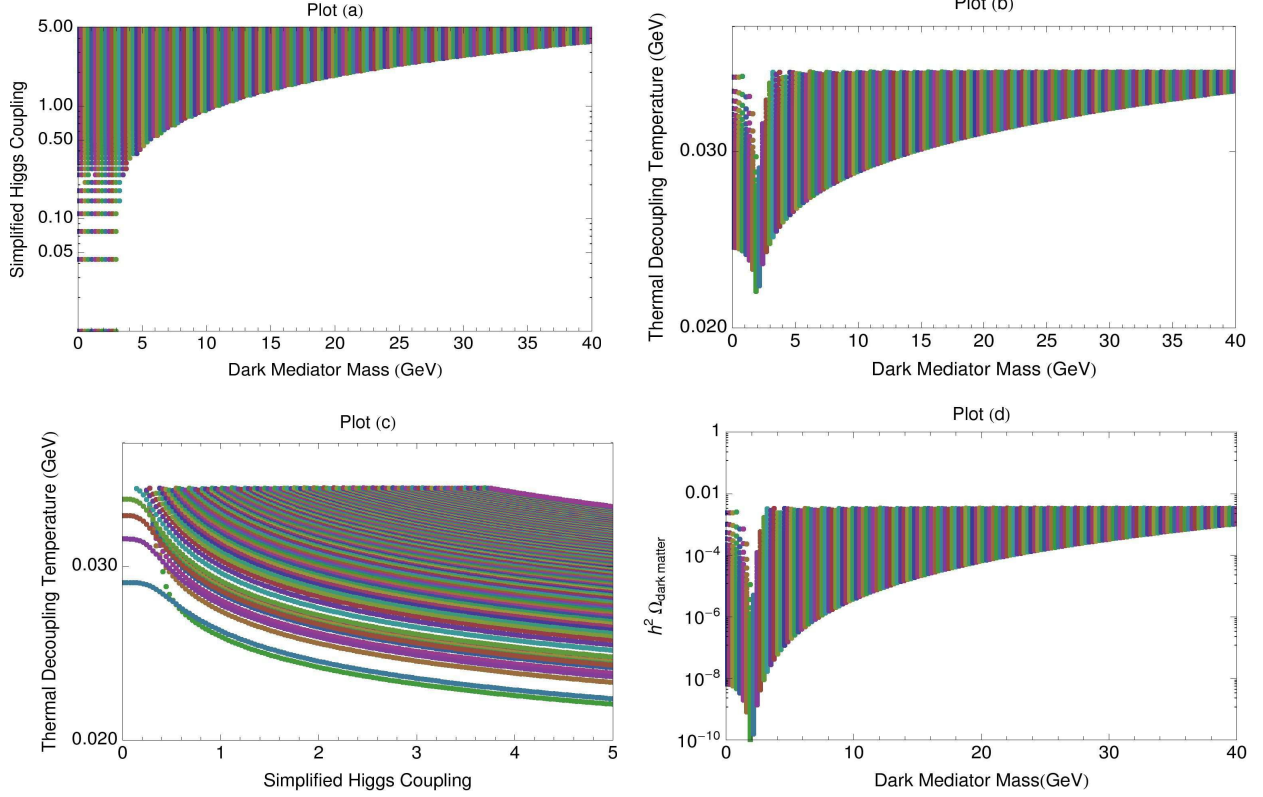 Plot (a)
5.00
1.00
0.50
0.10
0.05
Simplified Higgs Coupling
0 5 10 15 20 25 30 35 40
Dark Mediator Mass (GeV)
Plot (b)
0.030
0.020
Thermal Decoupling Temperature (GeV)
0 5 10 15 20 25 30 35 40
Dark Mediator Mass (GeV)
Plot (c)
0.030
0.020
Thermal Decoupling Temperature (GeV)
0 1 2 3 4 5
Simplified Higgs Coupling
Plot (d)
1
0.01
10⁻⁴
10⁻⁶
10⁻⁸
10⁻¹⁰
h² Ω dark matter
0 10 20 30 40
Dark Mediator Mass(GeV)